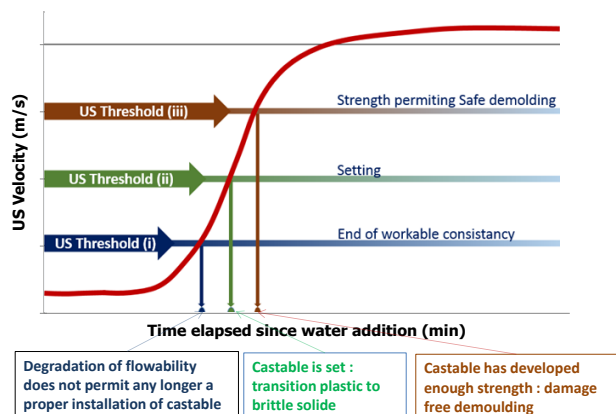 US Velocity (m/s)
US Threshold (iii)
Strength permiting Safe demolding
US Threshold (ii)
Setting
US Threshold (i)
End of workable consistancy
Time elapsed since water addition (min)
Degradation of flowability
does not permit any longer a
proper installation of castable
Castable is set :
transition plastic to
brittle solide
Castable has developed
enough strength : damage
free demoulding